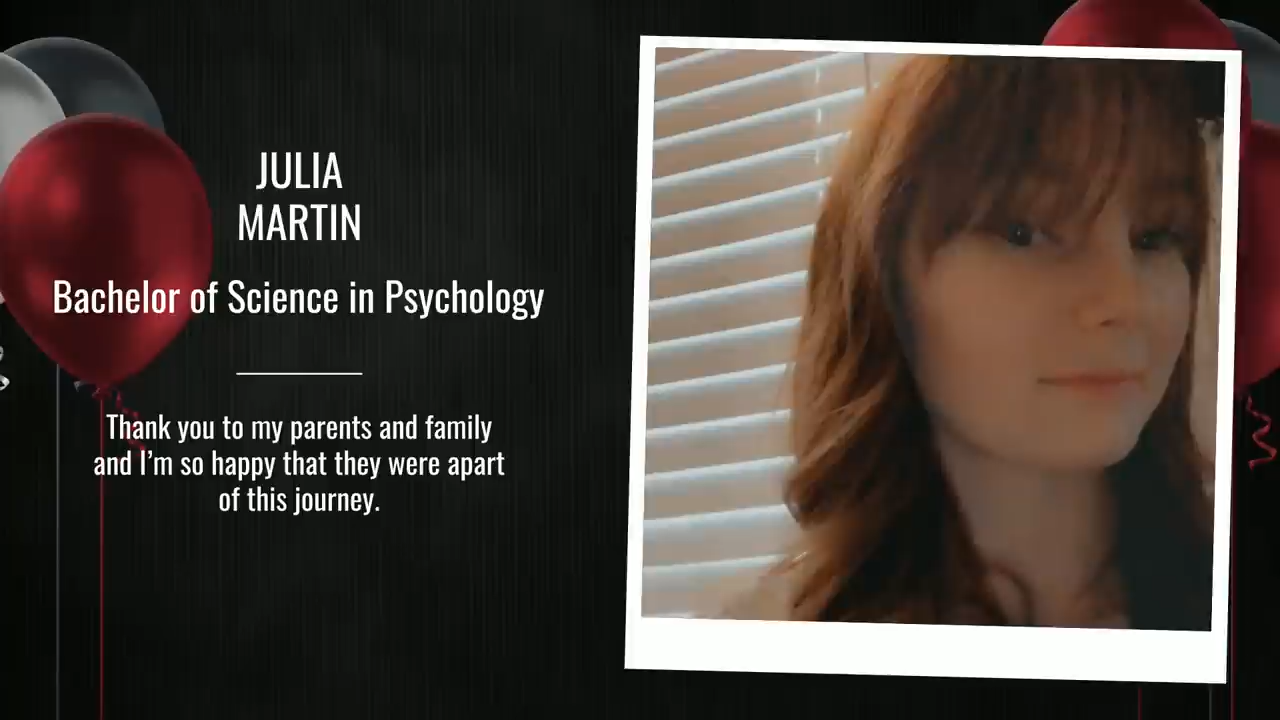 JULIA
MARTIN
Bachelor of Science in Psychology
Thank you to my parents and family
and I’m so happy that they were apart
of this journey.